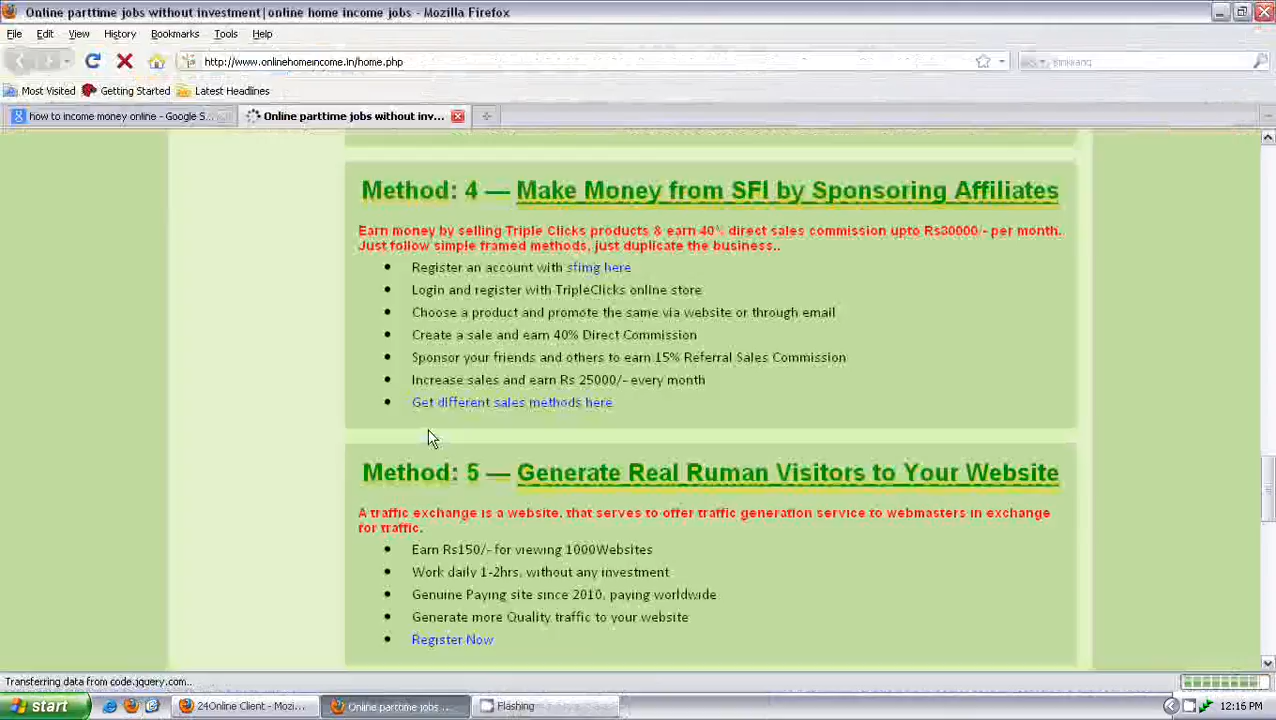 Online parttime jobs without investment|online home income jobs - Mozilla Firefox
File Edit View History Bookmarks Tools Help
http://www.onlinehomeincome.in/home.php
Most Visited Getting Started Latest Headlines
how to income money online - Google S... Online parttime jobs without inv...
Method: 4 — Make Money from SFI by Sponsoring Affiliates
Earn money by selling Triple Clicks products & earn 40% direct sales commission upto Rs30000/- per month.
Just follow simple framed methods, just duplicate the business..
Register an account with sfimg here
Login and register with TripleClicks online store
Choose a product and promote the same via website or through email
Create a sale and earn 40% Direct Commission
Sponsor your friends and others to earn 15% Referral Sales Commission
Increase sales and earn Rs 25000/- every month
Get different sales methods here
Method: 5 — Generate Real Ruman Visitors to Your Website
A traffic exchange is a website, that serves to offer traffic generation service to webmasters in exchange
for traffic.
Earn Rs150/- for viewing 1000Websites
Work daily 1-2hrs, without any investment
Genuine Paying site since 2010, paying worldwide
Generate more Quality traffic to your website
Register Now
Transferring data from code.jquery.com...
start 24Online Client - Mozi... Online parttime jobs ... Flashing 12:16 PM